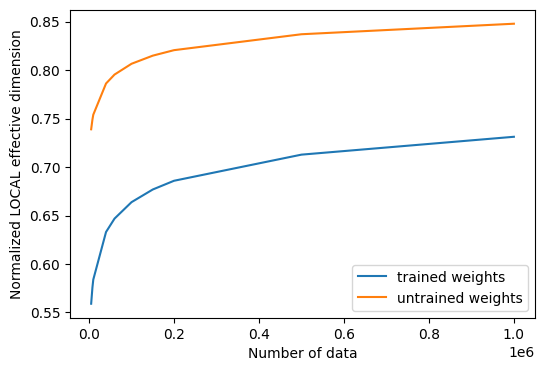 Normalized LOCAL effective dimension
0.85
0.80
0.75
0.70
0.65
0.60
0.55
trained weights
untrained weights
0.0 0.2 0.4 0.6 0.8 1.0
1e6
Number of data